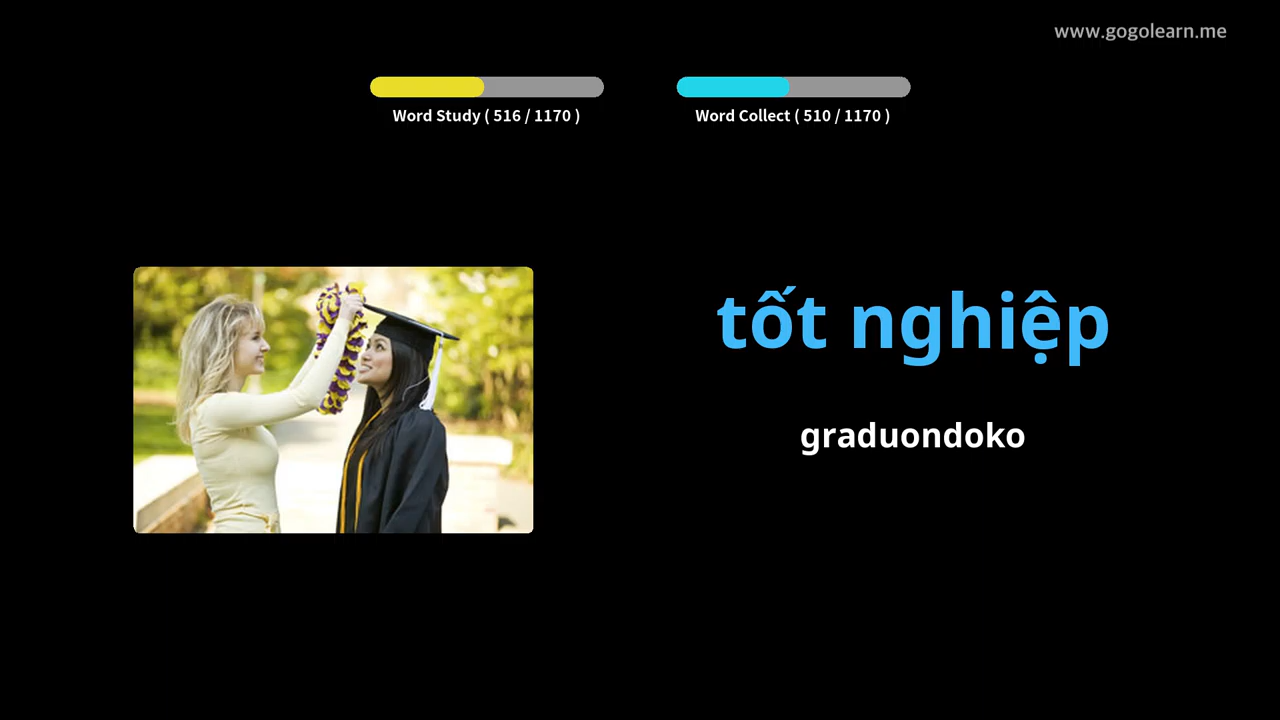 www.gogolearn.me
Word Study ( 516 / 1170 )
Word Collect ( 510 / 1170 )
tốt nghiệp
graduondoko